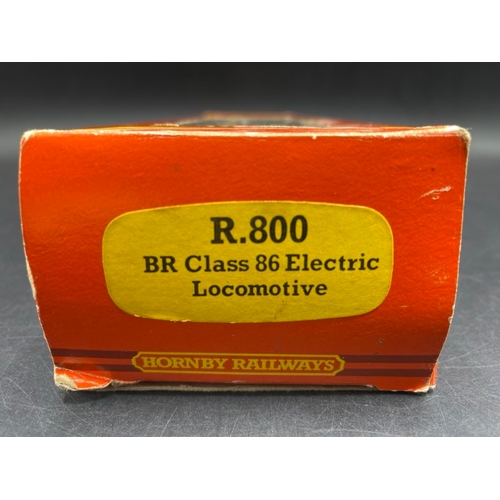 R.800
BR Class 86 Electric
Locomotive
HORNBY RAILWAYS